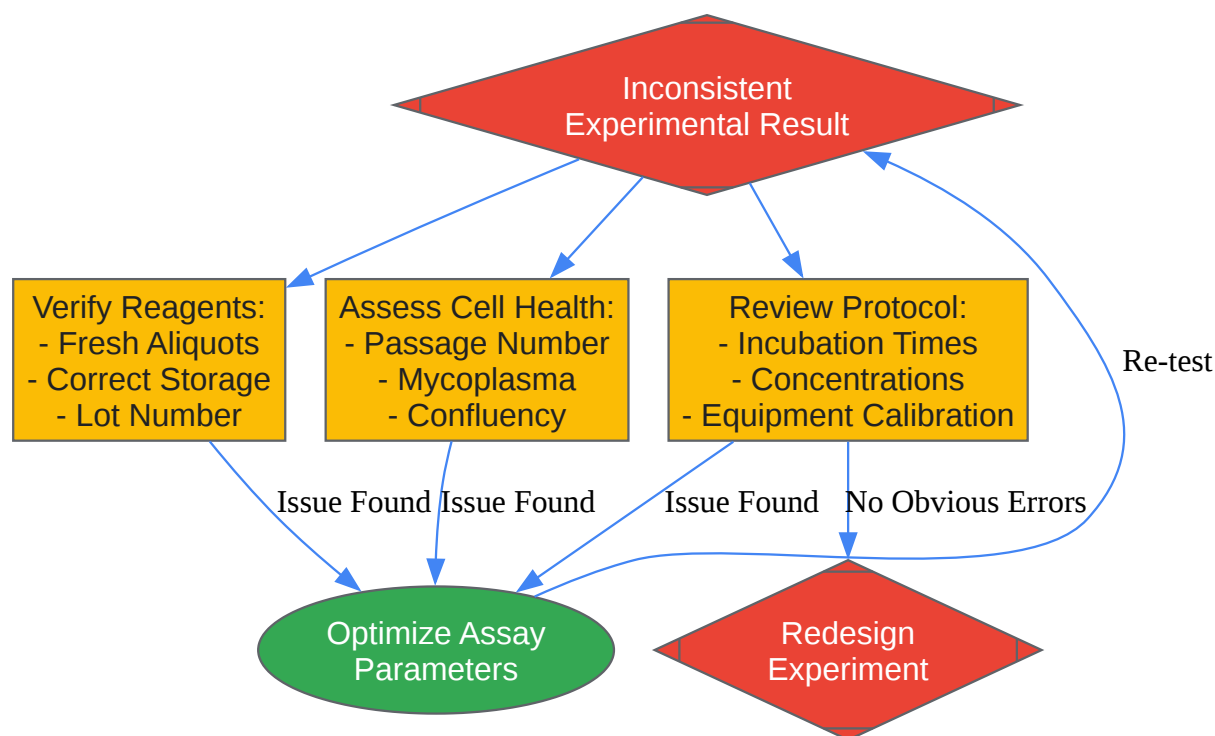 Inconsistent
Experimental Result
Verify Reagents:
- Fresh Aliquots
- Correct Storage
- Lot Number
Assess Cell Health:
- Passage Number
- Mycoplasma
- Confluency
Review Protocol:
- Incubation Times
- Concentrations
- Equipment Calibration
Re-test
Issue Found
Issue Found
Issue Found
No Obvious Errors
Optimize Assay
Parameters
Redesign
Experiment